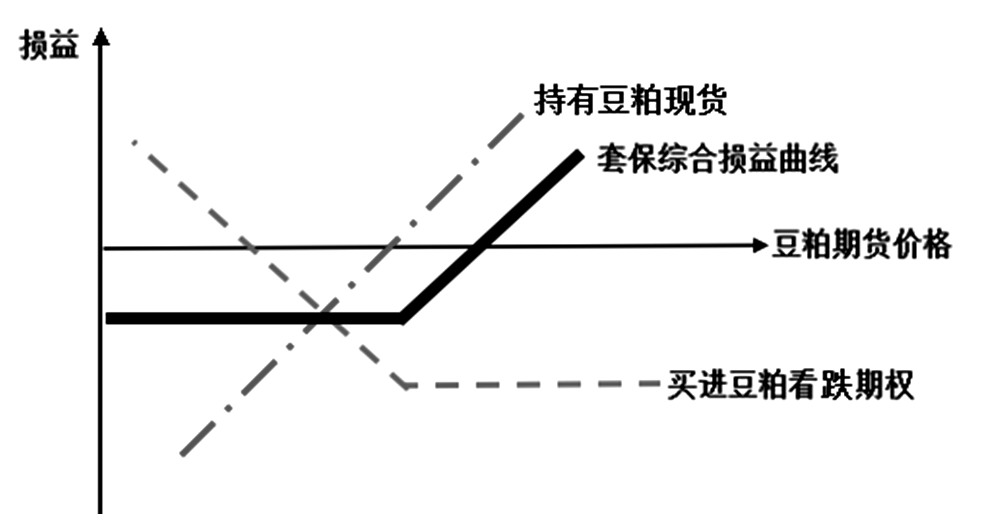 损益
持有豆粕现货
套保综合损益曲线
豆粕期货价格
买进豆粕看跌期权